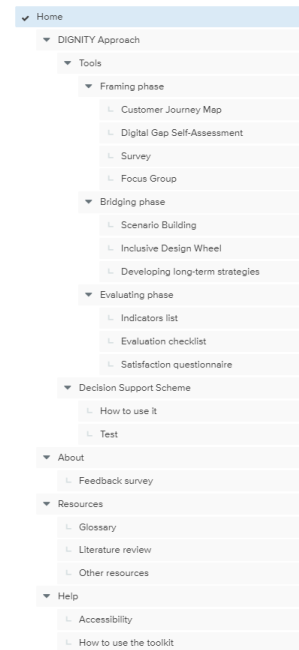 Home
DIGNITY Approach
Tools
Framing phase
Customer Journey Map
Digital Gap Self-Assessment
Survey
Focus Group
Bridging phase
Scenario Building
Inclusive Design Wheel
Developing long-term strategies
Evaluating phase
Indicators list
Evaluation checklist
Satisfaction questionnaire
Decision Support Scheme
How to use it
Test
About
Feedback survey
Resources
Glossary
Literature review
Other resources
Help
Accessibility
How to use the toolkit